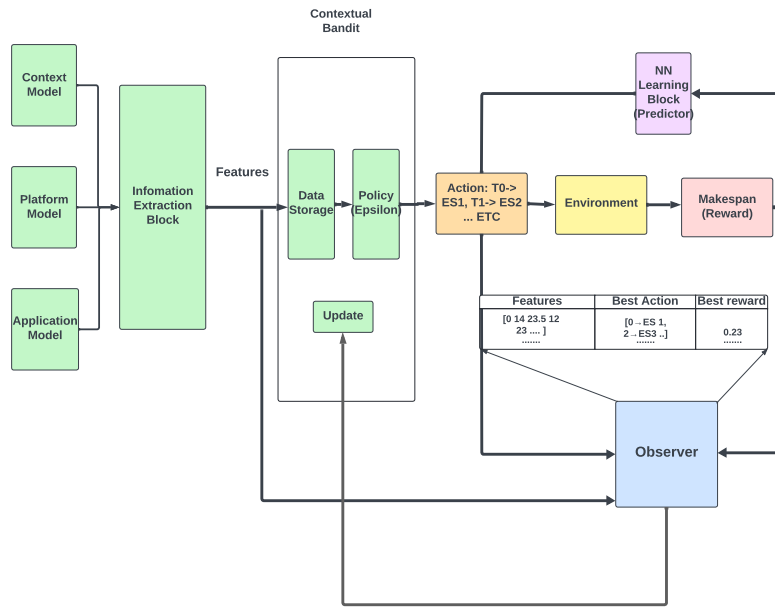 Contextual
Bandit
Context
Model
Platform
Model
Application
Model
Infomation
Extraction
Block
Features
Data
Storage
Policy
(Epsilon)
Update
Action: T0->
ES1, T1-> ES2
... ETC
Environment
NN
Learning
Block
(Predictor)
Makespan
(Reward)
Features
Best Action
Best reward
[0 14 23.5 12
23 .... ]
.......
[0→ES 1,
2→ES3 ..]
.......
0.23
.......
Observer